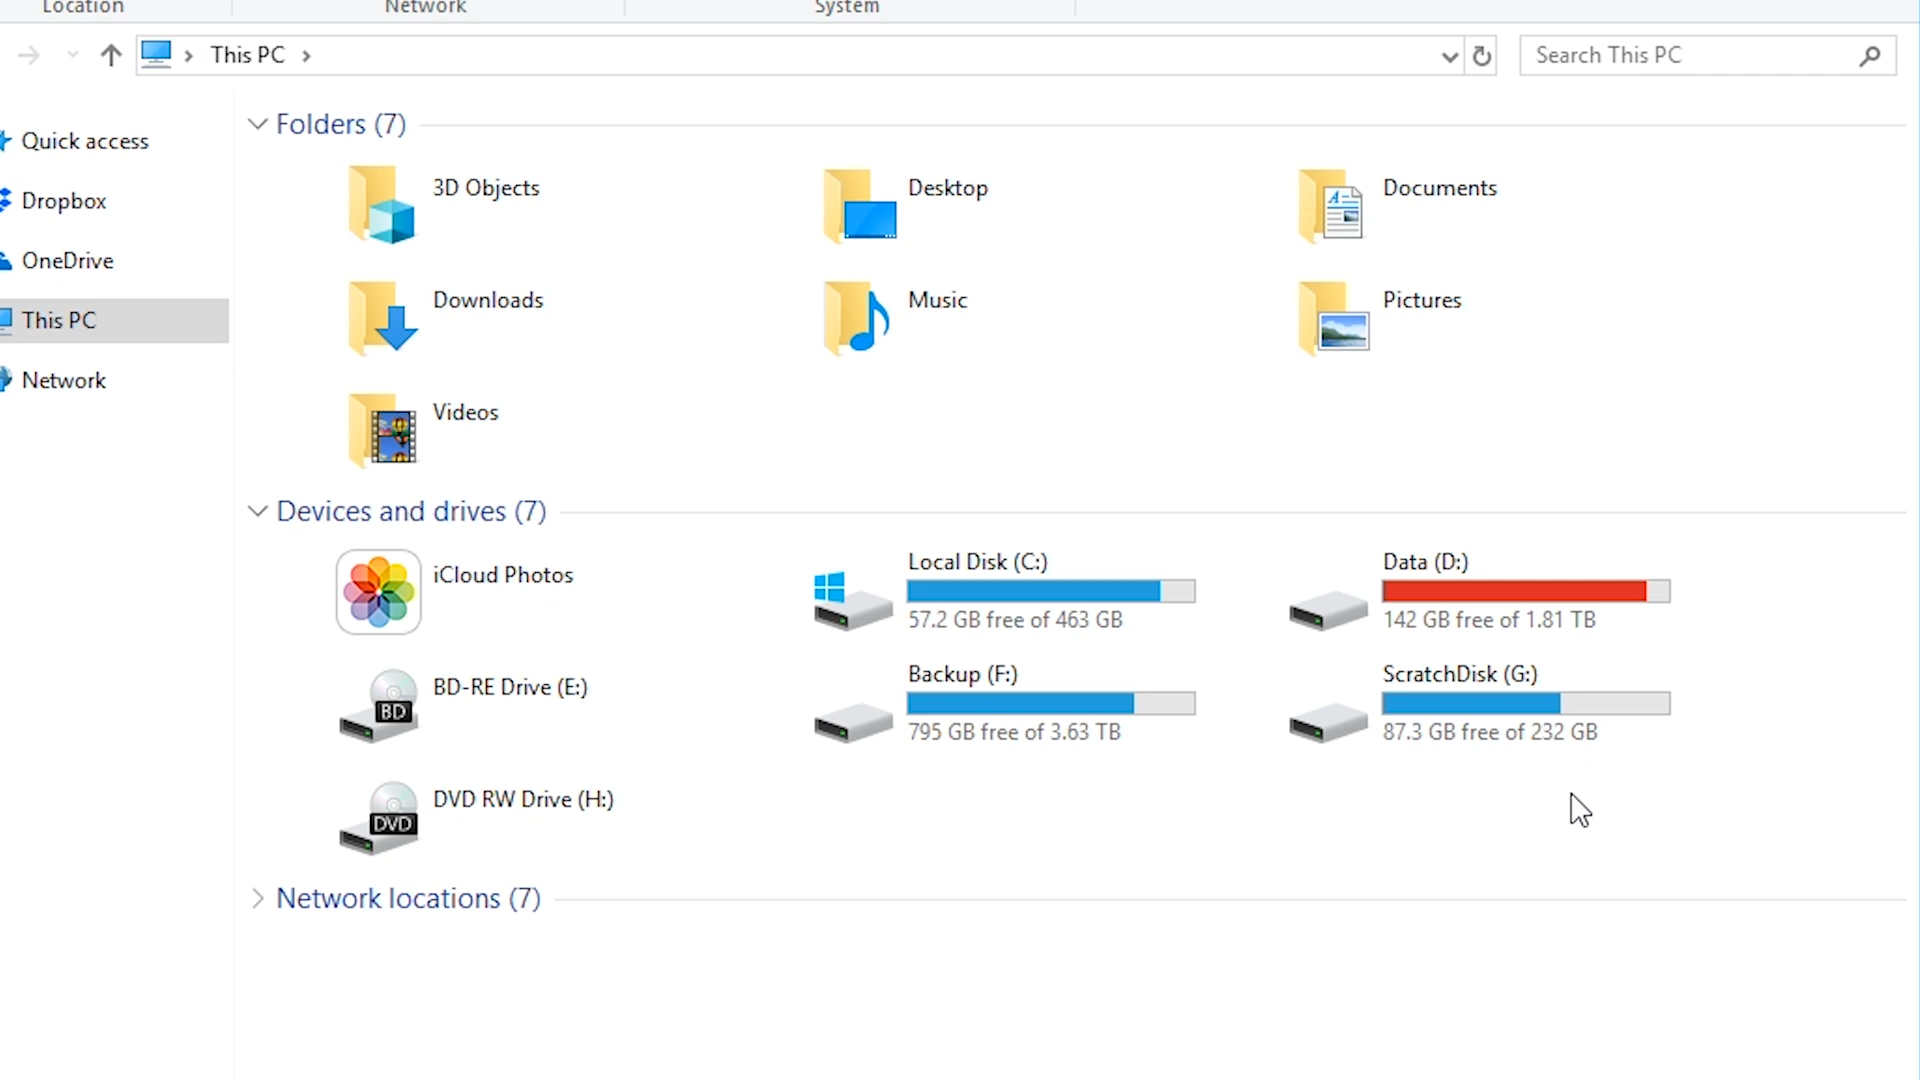 Location Network System
This PC
Search This PC
Quick access
Dropbox
OneDrive
This PC
Network
Folders (7)
3D Objects
Desktop
Documents
Downloads
Music
Pictures
Videos
Devices and drives (7)
iCloud Photos
Local Disk (C:)
57.2 GB free of 463 GB
Data (D:)
142 GB free of 1.81 TB
BD-RE Drive (E:)
BD
Backup (F:)
795 GB free of 3.63 TB
ScratchDisk (G:)
87.3 GB free of 232 GB
DVD RW Drive (H:)
DVD
Network locations (7)